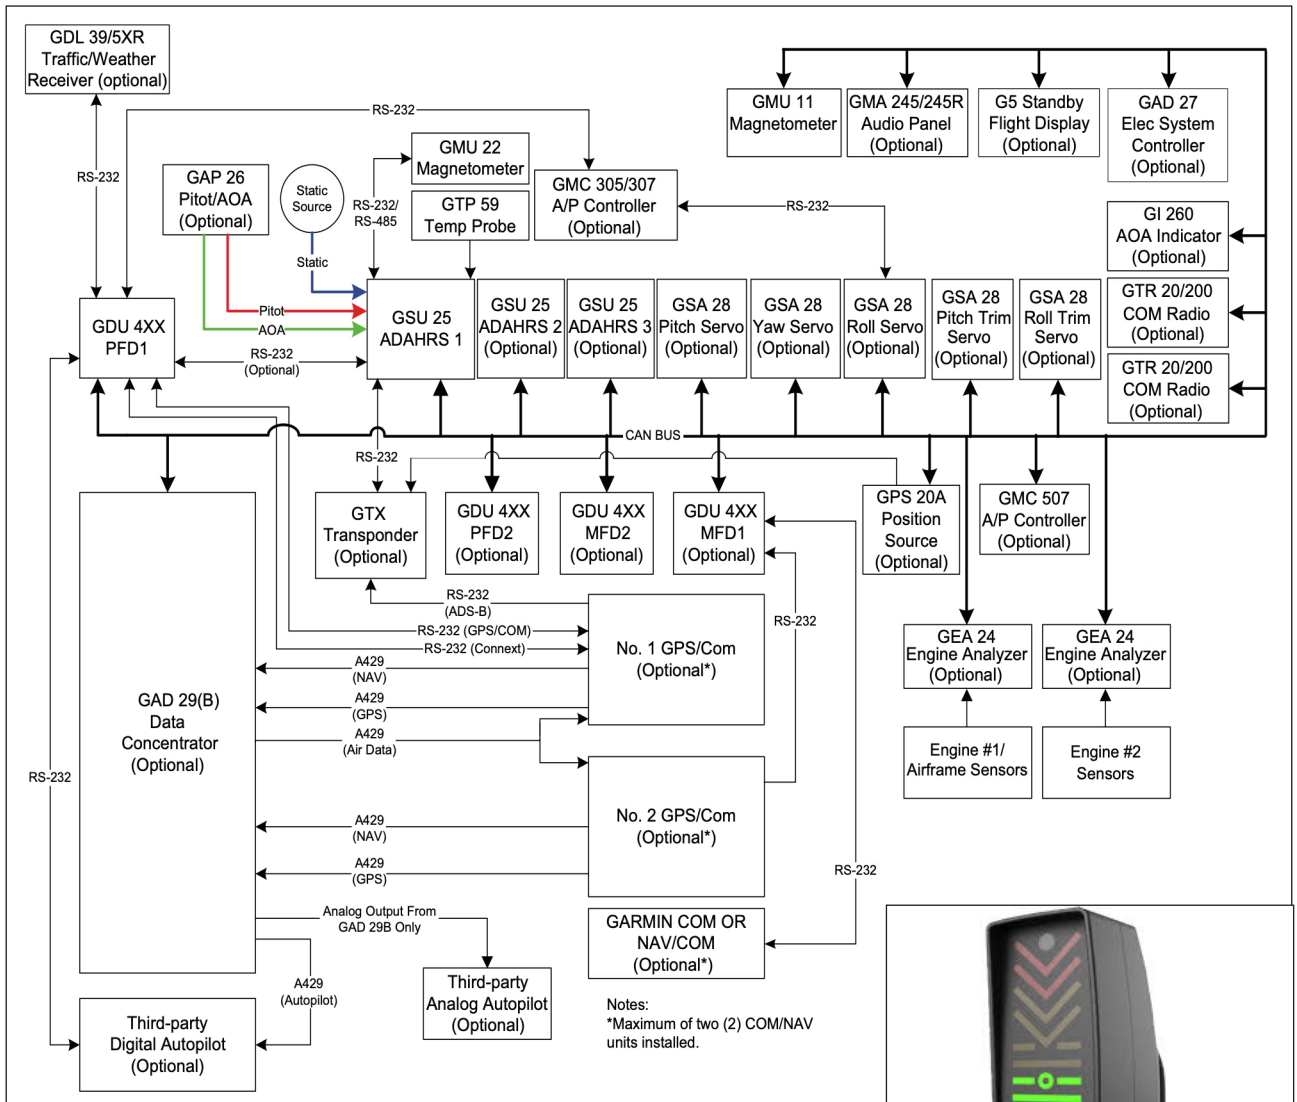 GDL 39/5XR
Traffic/Weather
Receiver (optional)
RS-232
RS-232
GMU 11
Magnetometer
GMA 245/245R
Audio Panel
(Optional)
G5 Standby
Flight Display
(Optional)
GAD 27
Elec System
Controller
(Optional)
GAP 26
Pitot/AOA
(Optional)
Static
Source
GMU 22
Magnetometer
RS-232/
RS-485
GTP 59
Temp Probe
GMC 305/307
A/P Controller
(Optional)
RS-232
GI 260
AOA Indicator
(Optional)
Static
Pitot
AOA
GDU 4XX
PFD1
RS-232
(Optional)
GSU 25
ADAHRS 1
GSU 25
ADAHRS 2
(Optional)
GSU 25
ADAHRS 3
(Optional)
GSA 28
Pitch Servo
(Optional)
GSA 28
Yaw Servo
(Optional)
GSA 28
Roll Servo
(Optional)
GSA 28
Pitch Trim
Servo
(Optional)
GSA 28
Roll Trim
Servo
(Optional)
GTR 20/200
COM Radio
(Optional)
GTR 20/200
COM Radio
(Optional)
CAN BUS
RS-232
GTX
Transponder
(Optional)
GDU 4XX
PFD2
(Optional)
GDU 4XX
MFD2
(Optional)
GDU 4XX
MFD1
(Optional)
GPS 20A
Position
Source
(Optional)
GMC 507
A/P Controller
(Optional)
RS-232
(ADS-B)
RS-232 (GPS/COM)
RS-232 (Connext)
A429
(NAV)
A429
(GPS)
A429
(Air Data)
No. 1 GPS/Com
(Optional*)
RS-232
GEA 24
Engine Analyzer
(Optional)
GEA 24
Engine Analyzer
(Optional)
GAD 29(B)
Data
Concentrator
(Optional)
RS-232
Engine #1/
Airframe Sensors
Engine #2
Sensors
No. 2 GPS/Com
(Optional*)
A429
(NAV)
A429
(GPS)
RS-232
Analog Output From
GAD 29B Only
GARMIN COM OR
NAV/COM
(Optional*)
A429
(Autopilot)
Third-party
Analog Autopilot
(Optional)
Third-party
Digital Autopilot
(Optional)
Notes:
*Maximum of two (2) COM/NAV
units installed.